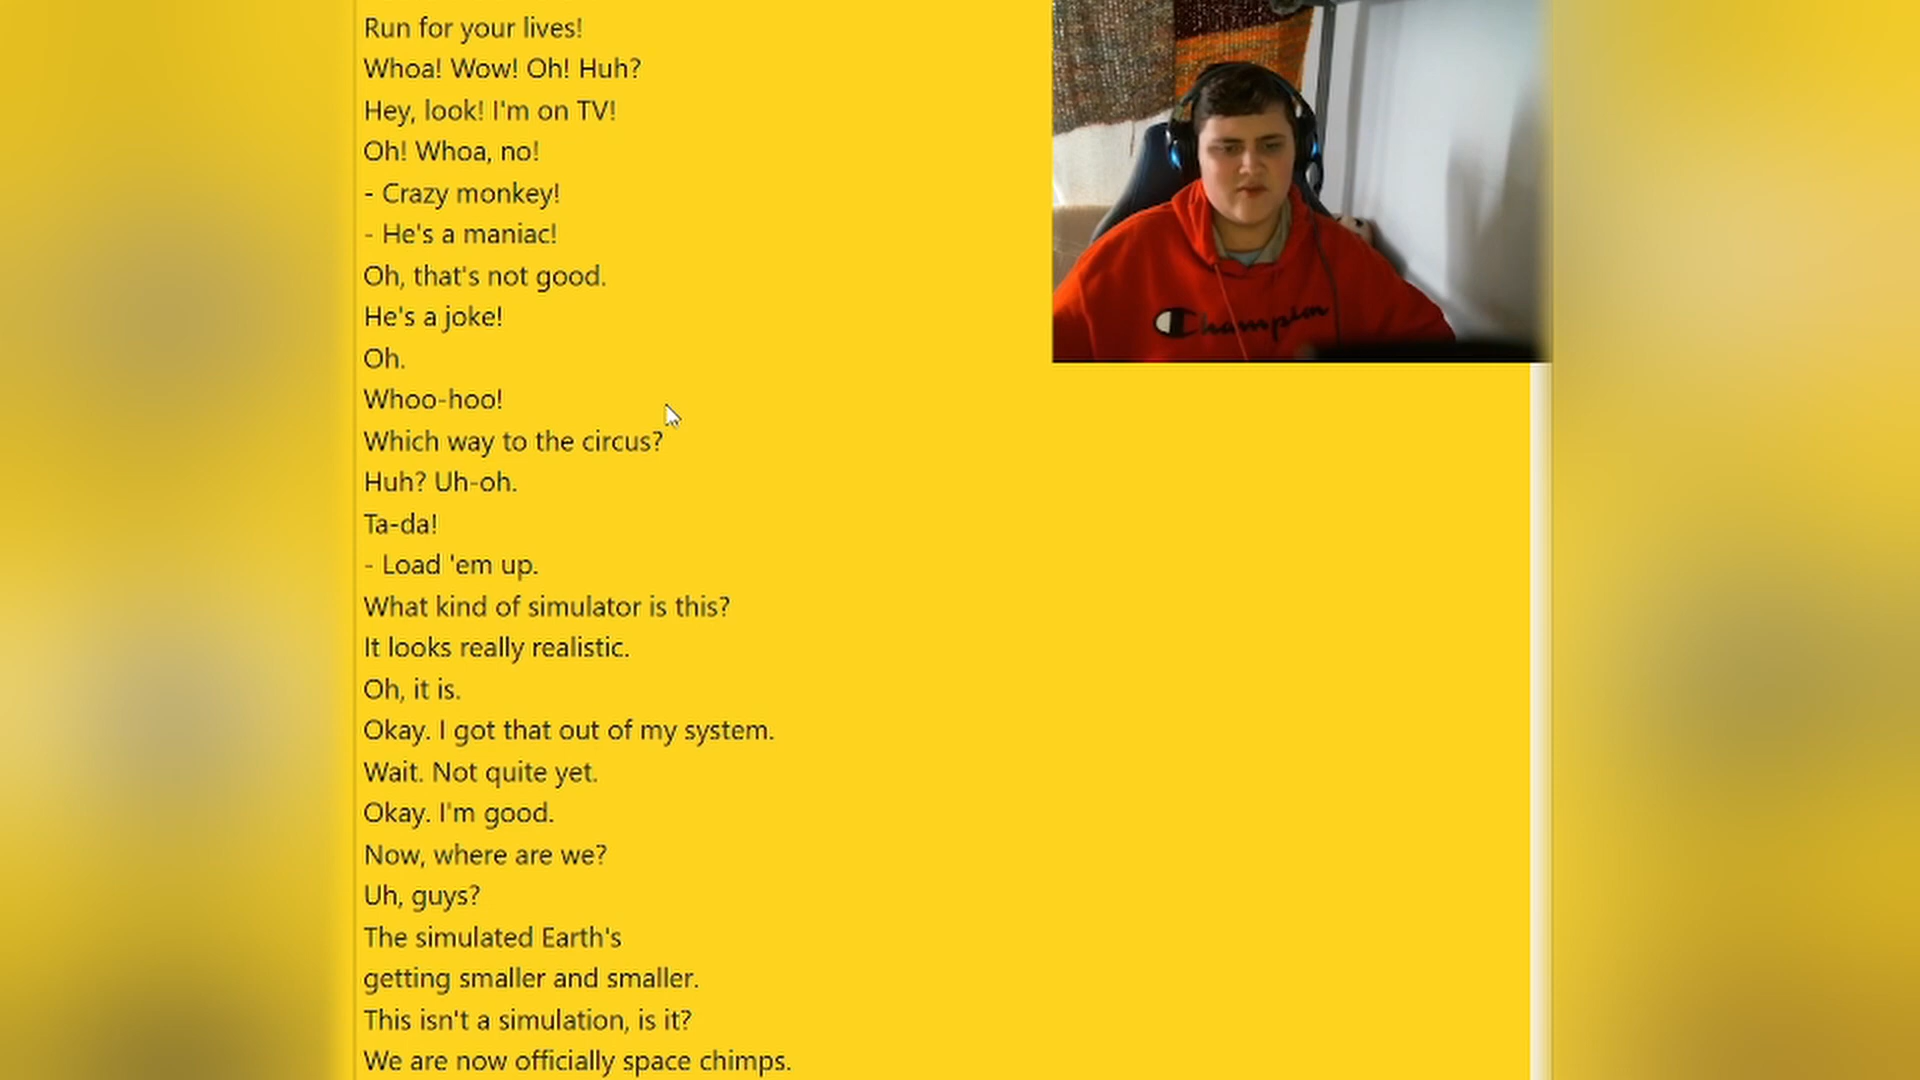 Run for your lives!
Whoa! Wow! Oh! Huh?
Hey, look! I'm on TV!
Oh! Whoa, no!
- Crazy monkey!
- He's a maniac!
Oh, that's not good.
He's a joke!
Oh.
Whoo-hoo!
Which way to the circus?
Huh? Uh-oh.
Ta-da!
- Load 'em up.
What kind of simulator is this?
It looks really realistic.
Oh, it is.
Okay. I got that out of my system.
Wait. Not quite yet.
Okay. I'm good.
Now, where are we?
Uh, guys?
The simulated Earth's
getting smaller and smaller.
This isn't a simulation, is it?
We are now officially space chimps.
Champion